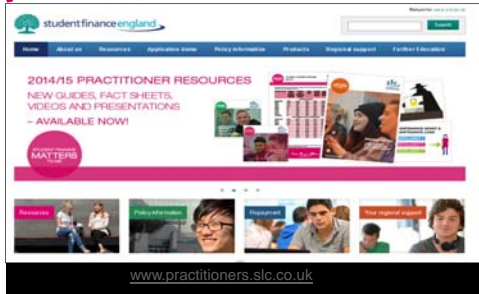 studentfinanceengland
Search
Home About us Resources Application demo Policy information Products Regional support Further Education
2014/15 PRACTITIONER RESOURCES
NEW GUIDES, FACT SHEETS,
VIDEOS AND PRESENTATIONS
– AVAILABLE NOW!
STUDENT FINANCE
MATTERS
Resources
Policy information
Repayment
Your regional support
www.practitioners.slc.co.uk